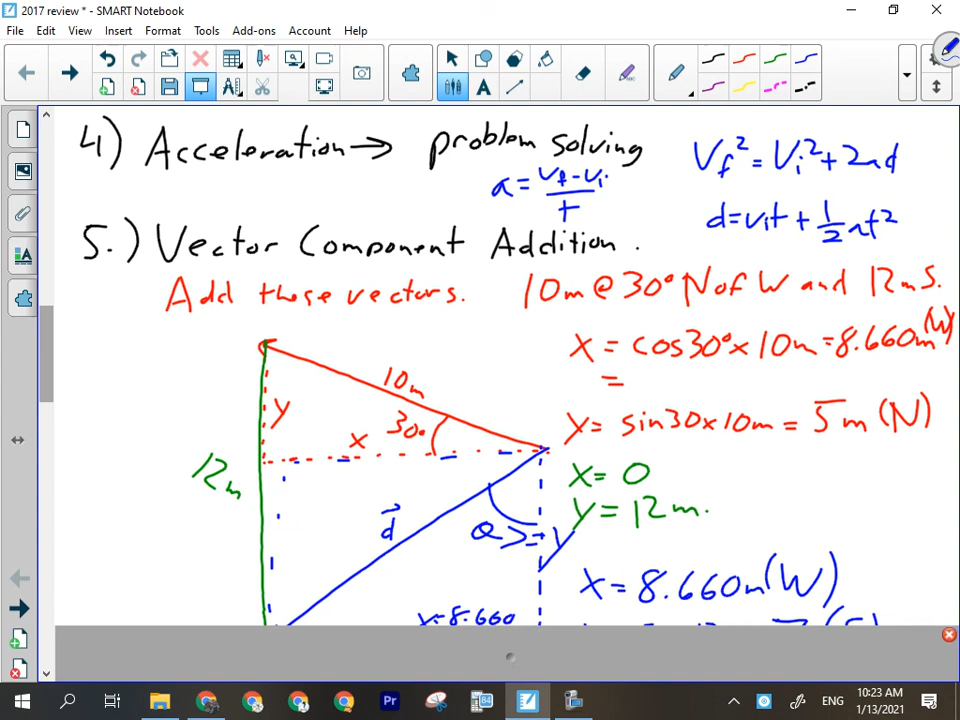 2017 review * - SMART Notebook
File Edit View Insert Format Tools Add-ons Account Help
4) Acceleration → problem solving
a = vf-vi / t
Vf² = Vi² + 2ad
d = vit + 1/2 at²
5.) Vector Component Addition.
Add these vectors. 10m @ 30° N of W and 12m S.
x = cos30° x 10m = 8.660m (W)
=
y = sin30 x 10m = 5m (N)
10m
y
30°
x
12m
x = 0
y = 12m.
d
θ
y
x = 8.660m (W)
x=8.660
ENG
10:23 AM
1/13/2021